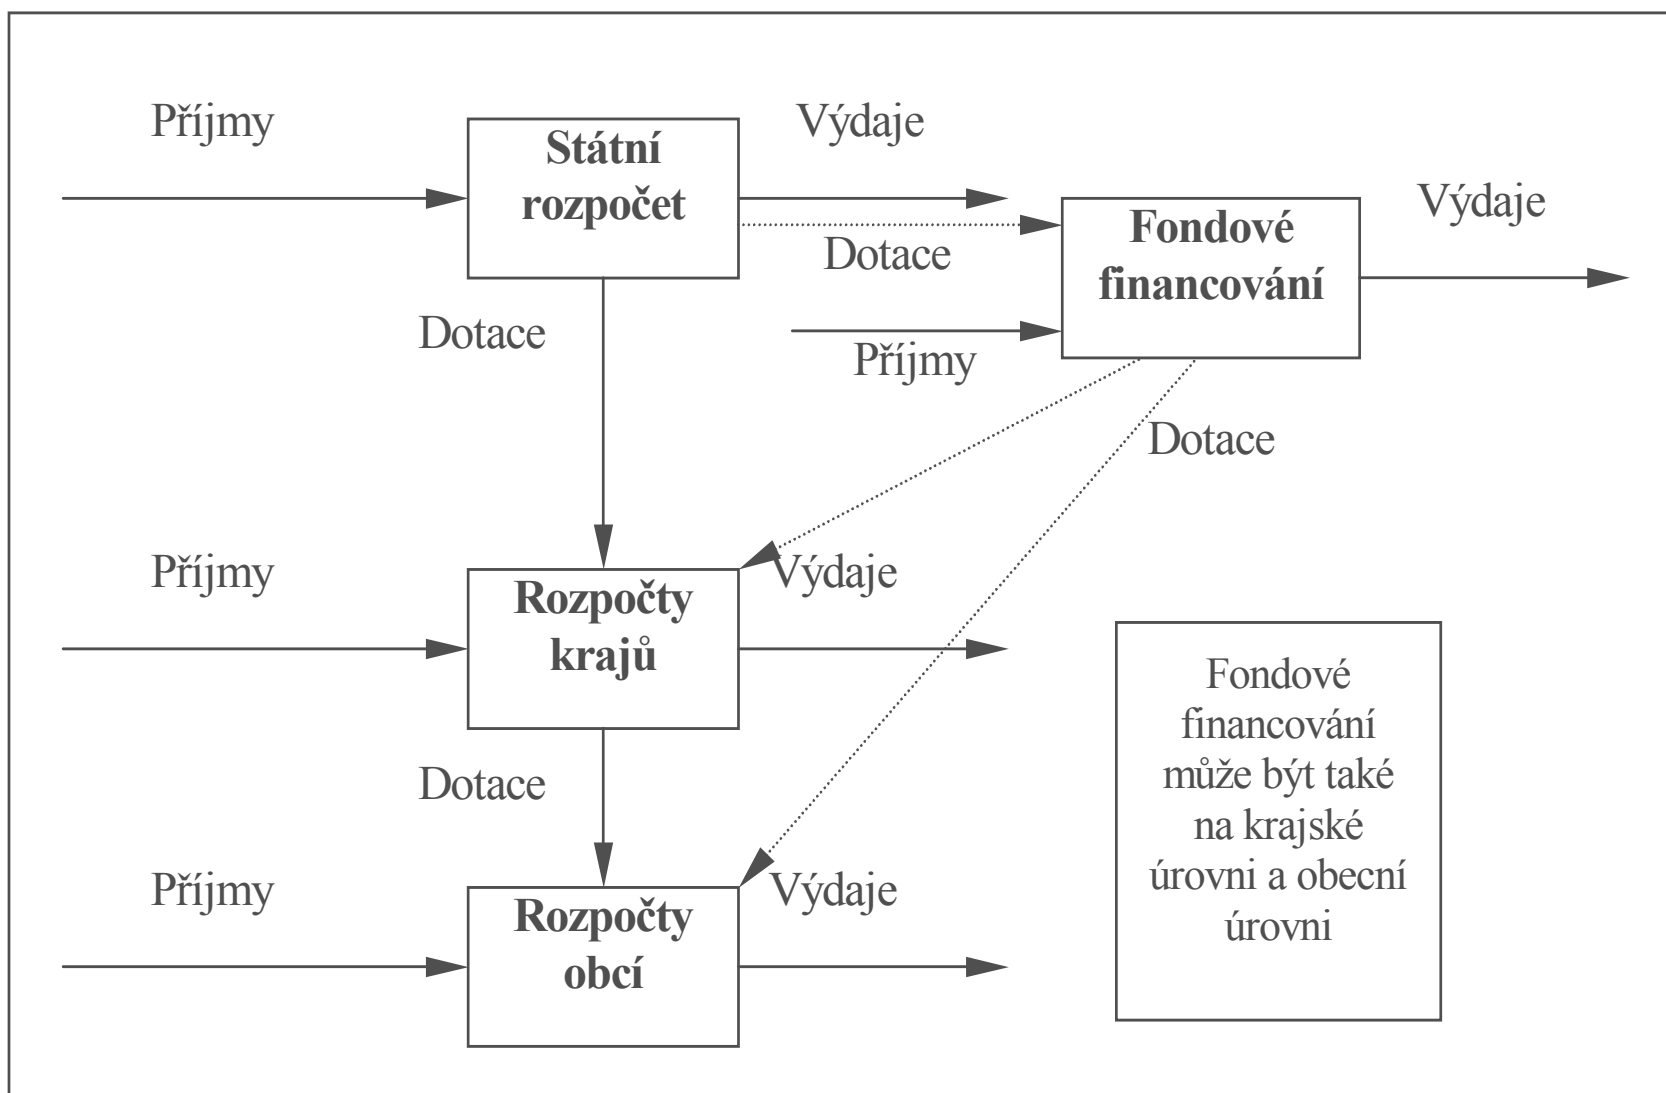 Příjmy
Státní
rozpočet
Výdaje
Dotace
Fondové
financování
Výdaje
Příjmy
Dotace
Dotace
Příjmy
Rozpočty
krajů
Výdaje
Dotace
Příjmy
Rozpočty
obcí
Výdaje
Fondové
financování
může být také
na krajské
úrovni a obecní
úrovni